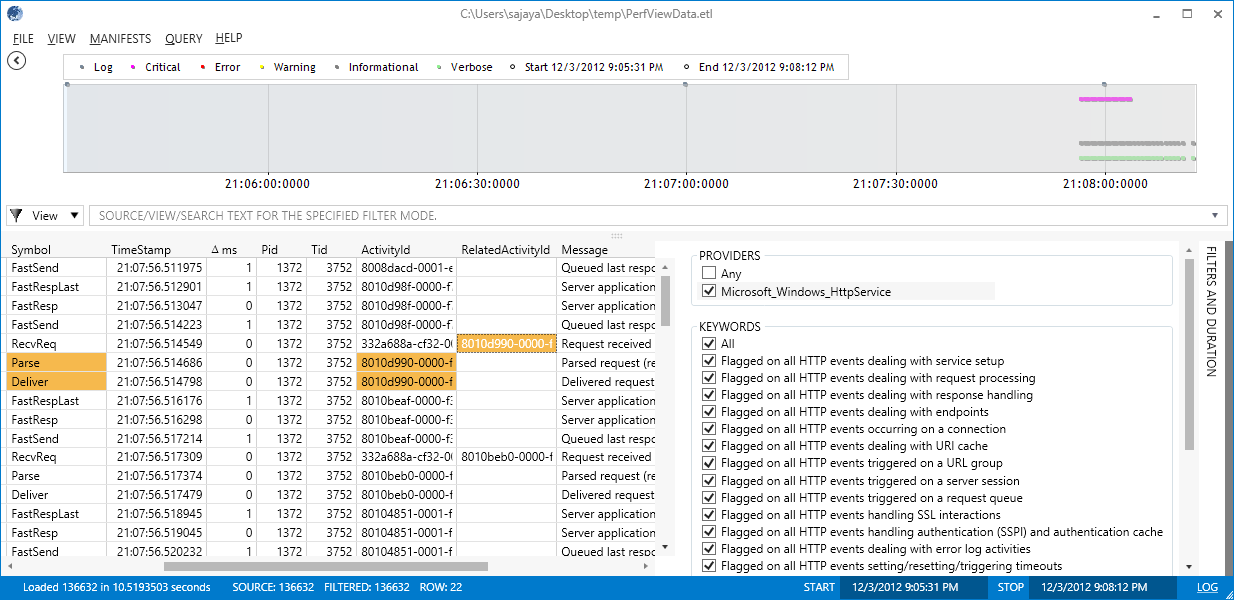 C:\Users\sajaya\Desktop\temp\PerfViewData.etl
FILE VIEW MANIFESTS QUERY HELP
Log Critical Error Warning Informational Verbose Start 12/3/2012 9:05:31 PM End 12/3/2012 9:08:12 PM
21:06:00:0000 21:06:30:0000 21:07:00:0000 21:07:30:0000 21:08:00:0000
View SOURCE/VIEW/SEARCH TEXT FOR THE SPECIFIED FILTER MODE.
Symbol TimeStamp Δ ms Pid Tid ActivityId RelatedActivityId Message
FastSend 21:07:56.511975 1 1372 3752 8008dacd-0001-e Queued last respo
FastRespLast 21:07:56.512901 1 1372 3752 8010d98f-0000-f Server application
FastResp 21:07:56.513047 0 1372 3752 8010d98f-0000-f Server application
FastSend 21:07:56.514223 1 1372 3752 8010d98f-0000-f Queued last respo
RecvReq 21:07:56.514549 0 1372 3752 332a688a-cf32-0 8010d990-0000-f Request received
Parse 21:07:56.514686 0 1372 3752 8010d990-0000-f Parsed request (re
Deliver 21:07:56.514798 0 1372 3752 8010d990-0000-f Delivered request
FastRespLast 21:07:56.516176 1 1372 3752 8010beaf-0000-f Server application
FastResp 21:07:56.516298 0 1372 3752 8010beaf-0000-f Server application
FastSend 21:07:56.517214 1 1372 3752 8010beaf-0000-f Queued last respo
RecvReq 21:07:56.517309 0 1372 3752 332a688a-cf32-0 8010beb0-0000-f Request received
Parse 21:07:56.517374 0 1372 3752 8010beb0-0000-f Parsed request (re
Deliver 21:07:56.517479 0 1372 3752 8010beb0-0000-f Delivered request
FastRespLast 21:07:56.518945 1 1372 3752 80104851-0001-f Server application
FastResp 21:07:56.519045 0 1372 3752 80104851-0001-f Server application
FastSend 21:07:56.520232 1 1372 3752 80104851-0001-f Queued last respo
PROVIDERS
Any
Microsoft_Windows_HttpService
KEYWORDS
All
Flagged on all HTTP events dealing with service setup
Flagged on all HTTP events dealing with request processing
Flagged on all HTTP events dealing with response handling
Flagged on all HTTP events dealing with endpoints
Flagged on all HTTP events occurring on a connection
Flagged on all HTTP events dealing with URI cache
Flagged on all HTTP events triggered on a URL group
Flagged on all HTTP events triggered on a server session
Flagged on all HTTP events triggered on a request queue
Flagged on all HTTP events handling SSL interactions
Flagged on all HTTP events handling authentication (SSPI) and authentication cache
Flagged on all HTTP events dealing with error log activities
Flagged on all HTTP events setting/resetting/triggering timeouts
FILTERS AND DURATION
Loaded 136632 in 10.5193503 seconds SOURCE: 136632 FILTERED: 136632 ROW: 22 START 12/3/2012 9:05:31 PM STOP 12/3/2012 9:08:12 PM LOG